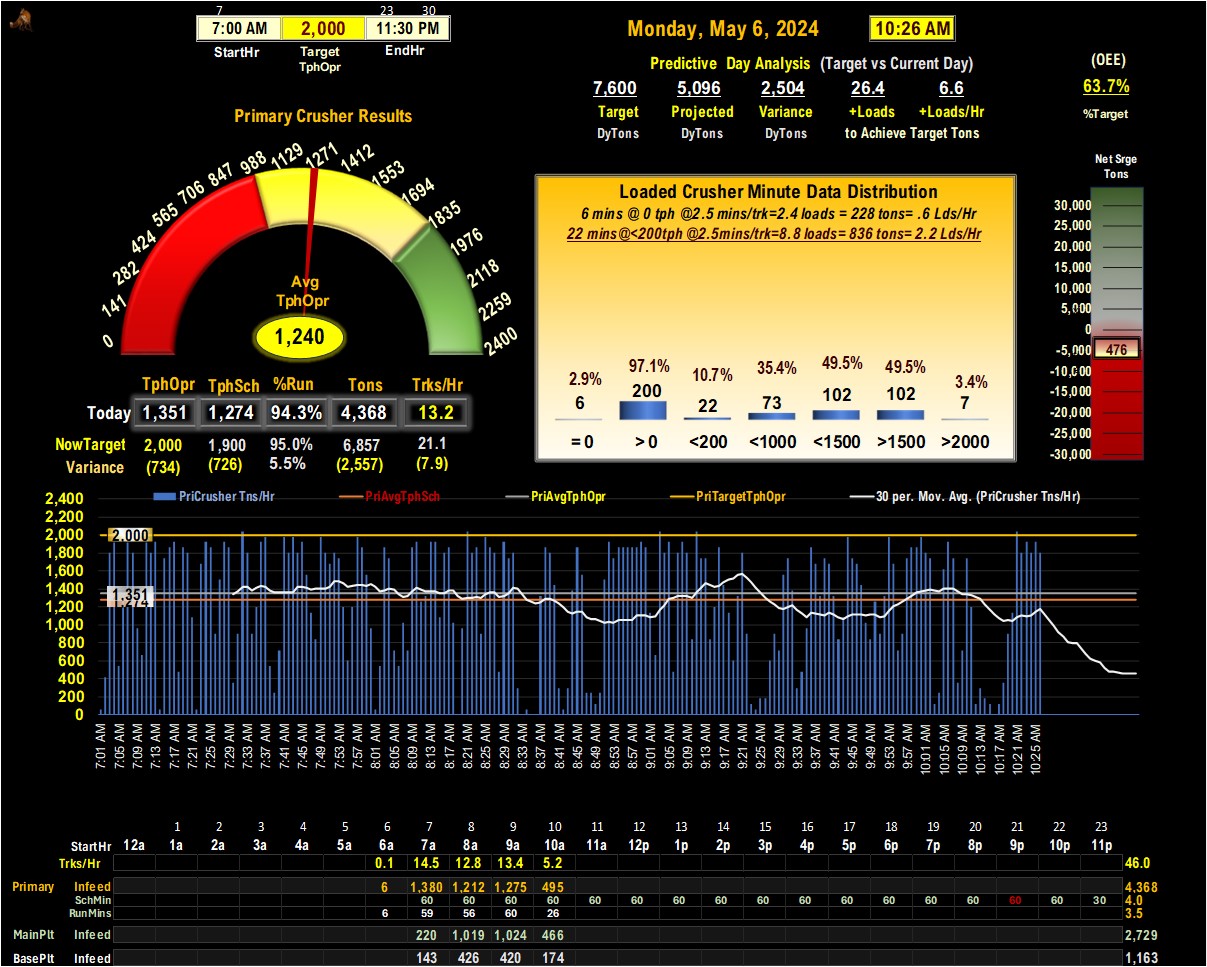 7 23 30
7:00 AM 2,000 11:30 PM
StartHr Target TphOpr EndHr
Monday, May 6, 2024 10:26 AM
Predictive Day Analysis (Target vs Current Day)
7,600 5,096 2,504 26.4 6.6
Target Projected Variance +Loads +Loads/Hr
DyTons DyTons DyTons to Achieve Target Tons
(OEE)
63.7%
%Target
Primary Crusher Results
0 141 282 424 565 706 847 988 1129 1271 1412 1553 1694 1835 1976 2118 2259 2400
Avg
TphOpr
1,240
TphOpr TphSch %Run Tons Trks/Hr
Today 1,351 1,274 94.3% 4,368 13.2
NowTarget 2,000 1,900 95.0% 6,857 21.1
Variance (734) (726) 5.5% (2,557) (7.9)
Loaded Crusher Minute Data Distribution
6 mins @ 0 tph @2.5 mins/trk=2.4 loads = 228 tons= .6 Lds/Hr
22 mins@<200tph @2.5mins/trk=8.8 loads= 836 tons= 2.2 Lds/Hr
2.9% 97.1% 10.7% 35.4% 49.5% 49.5% 3.4%
6 200 22 73 102 102 7
= 0 > 0 <200 <1000 <1500 >1500 >2000
Net Srge
Tons
30,000
25,000
20,000
15,000
10,000
5,000
0
-5,000 476
-10,000
-15,000
-20,000
-25,000
-30,000
PriCrusher Tns/Hr PriAvgTphSch PriAvgTphOpr PriTargetTphOpr 30 per. Mov. Avg. (PriCrusher Tns/Hr)
2,400
2,200
2,000 2,000
1,800
1,600
1,400 1,351
1,200 1,274
1,000
800
600
400
200
0
7:01 AM 7:05 AM 7:09 AM 7:13 AM 7:17 AM 7:21 AM 7:25 AM 7:29 AM 7:33 AM 7:37 AM 7:41 AM 7:45 AM 7:49 AM 7:53 AM 7:57 AM 8:01 AM 8:05 AM 8:09 AM 8:13 AM 8:17 AM 8:21 AM 8:25 AM 8:29 AM 8:33 AM 8:37 AM 8:41 AM 8:45 AM 8:49 AM 8:53 AM 8:57 AM 9:01 AM 9:05 AM 9:09 AM 9:13 AM 9:17 AM 9:21 AM 9:25 AM 9:29 AM 9:33 AM 9:37 AM 9:41 AM 9:45 AM 9:49 AM 9:53 AM 9:57 AM 10:01 AM 10:05 AM 10:09 AM 10:13 AM 10:17 AM 10:21 AM 10:25 AM
1 2 3 4 5 6 7 8 9 10 11 12 13 14 15 16 17 18 19 20 21 22 23
StartHr 12a 1a 2a 3a 4a 5a 6a 7a 8a 9a 10a 11a 12p 1p 2p 3p 4p 5p 6p 7p 8p 9p 10p 11p
Trks/Hr 0.1 14.5 12.8 13.4 5.2 46.0
Primary Infeed 6 1,380 1,212 1,275 495 4,368
SchMin 60 60 60 60 60 60 60 60 60 60 60 60 60 60 60 60 30 4.0
RunMins 6 59 56 60 26 3.5
MainPlt Infeed 220 1,019 1,024 466 2,729
BasePlt Infeed 143 426 420 174 1,163